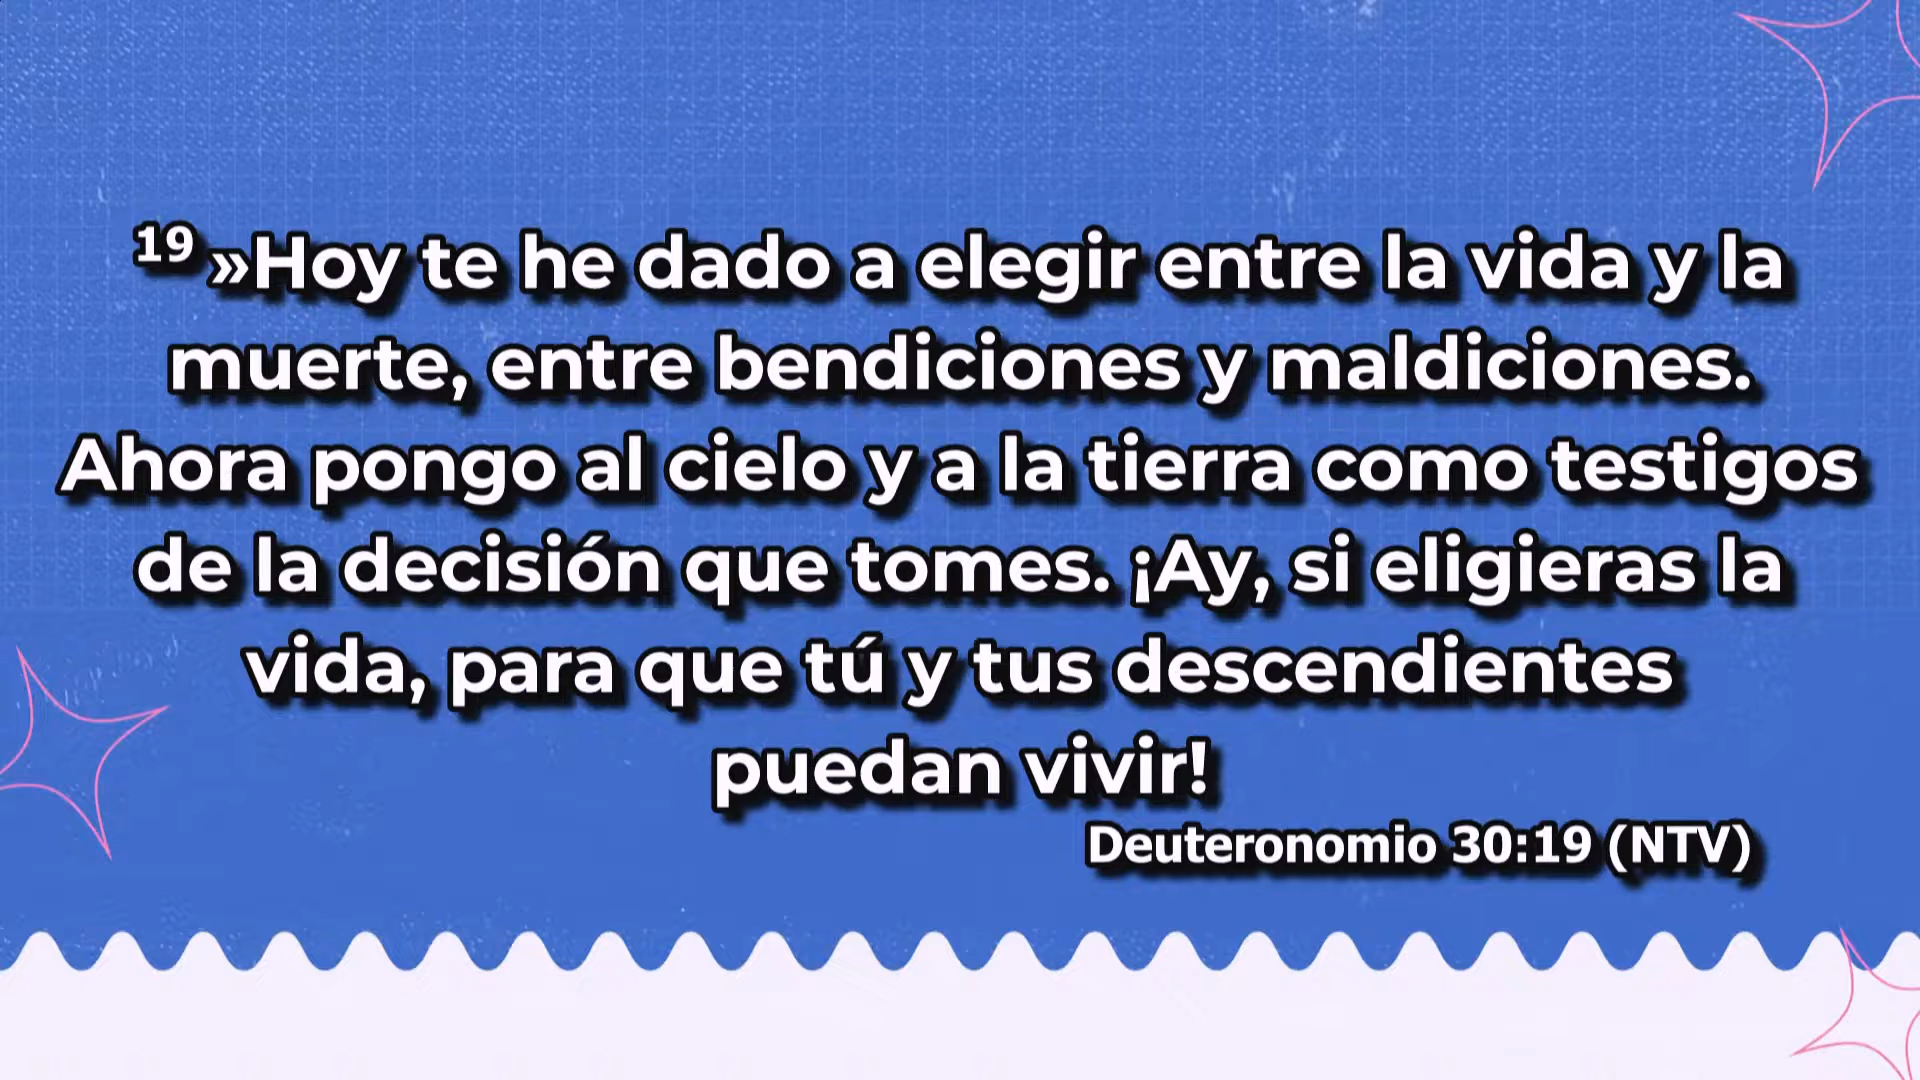 19 »Hoy te he dado a elegir entre la vida y la
muerte, entre bendiciones y maldiciones.
Ahora pongo al cielo y a la tierra como testigos
de la decisión que tomes. ¡Ay, si eligieras la
vida, para que tú y tus descendientes
puedan vivir!
Deuteronomio 30:19 (NTV)